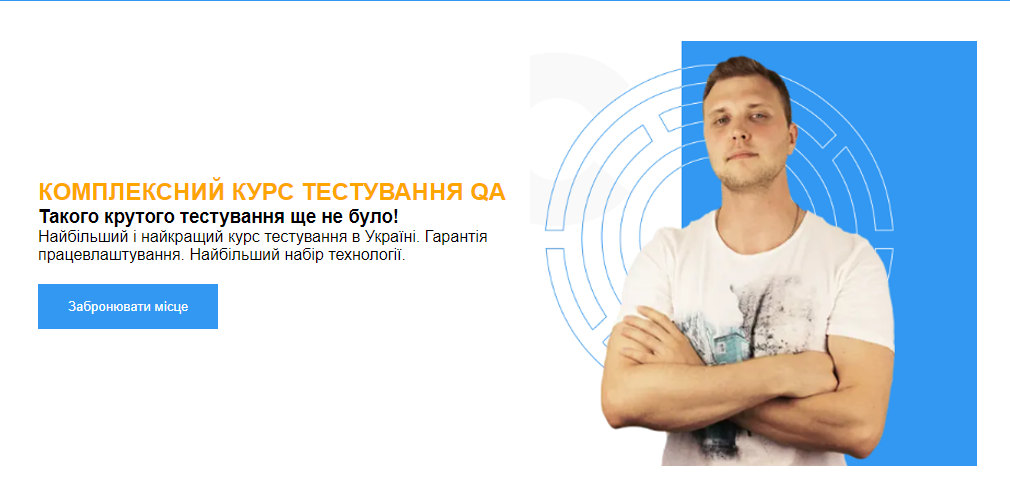 КОМПЛЕКСНИЙ КУРС ТЕСТУВАННЯ QA
Такого крутого тестування ще не було!
Найбільший і найкращий курс тестування в Україні. Гарантія
працевлаштування. Найбільший набір технології.
Забронювати місце